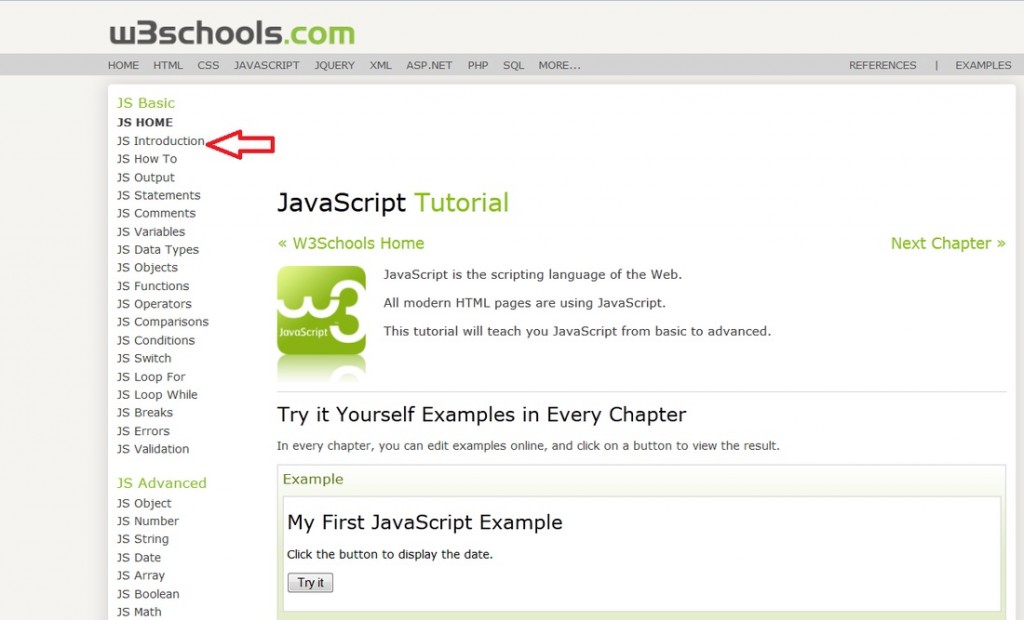 w3schools.com
HOME HTML CSS JAVASCRIPT JQUERY XML ASP.NET PHP SQL MORE... REFERENCES | EXAMPLES
JS Basic
JS HOME
JS Introduction
JS How To
JS Output
JS Statements
JS Comments
JS Variables
JS Data Types
JS Objects
JS Functions
JS Operators
JS Comparisons
JS Conditions
JS Switch
JS Loop For
JS Loop While
JS Breaks
JS Errors
JS Validation
JS Advanced
JS Object
JS Number
JS String
JS Date
JS Array
JS Boolean
JS Math
JavaScript Tutorial
« W3Schools Home Next Chapter »
w3
JavaScript
JavaScript is the scripting language of the Web.
All modern HTML pages are using JavaScript.
This tutorial will teach you JavaScript from basic to advanced.
Try it Yourself Examples in Every Chapter
In every chapter, you can edit examples online, and click on a button to view the result.
Example
My First JavaScript Example
Click the button to display the date.
Try it